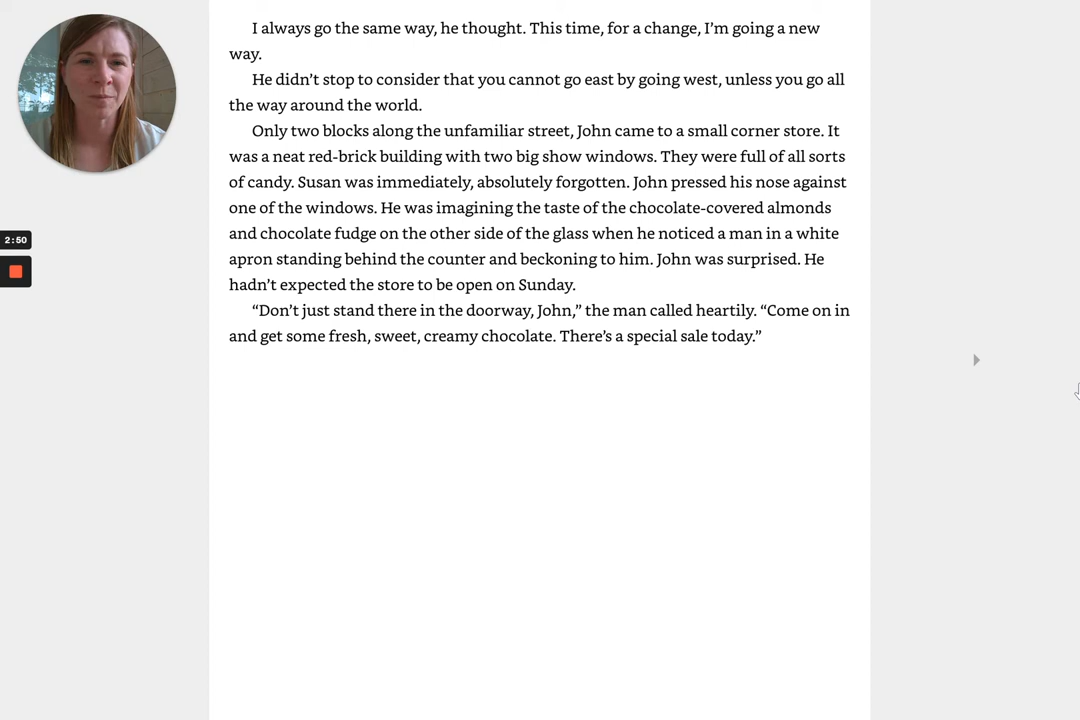 I always go the same way, he thought. This time, for a change, I’m going a new
way.
He didn’t stop to consider that you cannot go east by going west, unless you go all
the way around the world.
Only two blocks along the unfamiliar street, John came to a small corner store. It
was a neat red-brick building with two big show windows. They were full of all sorts
of candy. Susan was immediately, absolutely forgotten. John pressed his nose against
one of the windows. He was imagining the taste of the chocolate-covered almonds
and chocolate fudge on the other side of the glass when he noticed a man in a white
apron standing behind the counter and beckoning to him. John was surprised. He
hadn’t expected the store to be open on Sunday.
“Don’t just stand there in the doorway, John,” the man called heartily. “Come on in
and get some fresh, sweet, creamy chocolate. There’s a special sale today.”
2:50